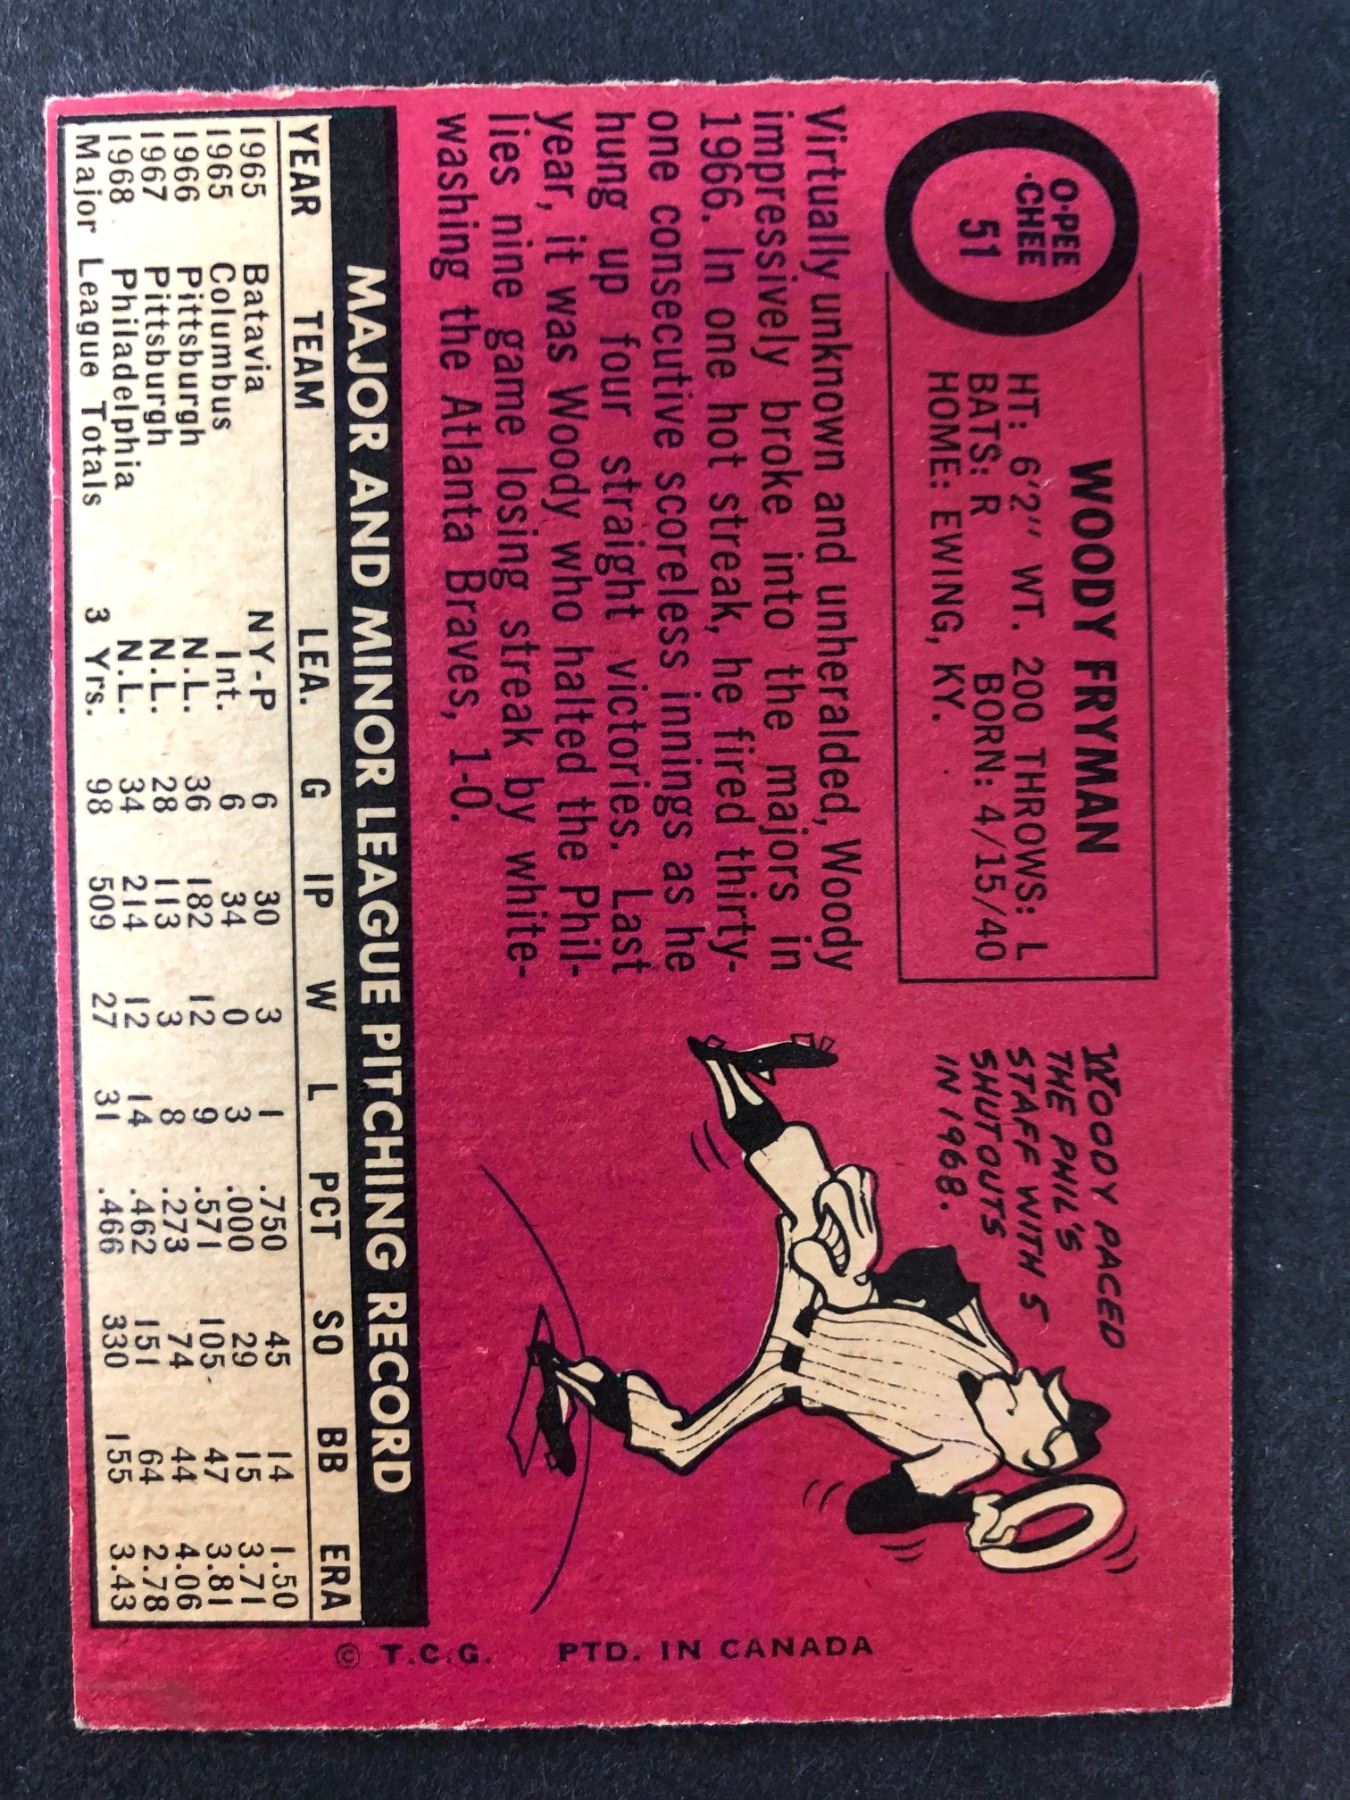 O-PEE
-CHEE
51
WOODY FRYMAN
HT: 6'2" WT. 200 THROWS: L
BATS: R BORN: 4/15/40
HOME: EWING, KY.
WOODY PACED
THE PHIL'S
STAFF WITH 5
SHUTOUTS
IN 1968.
Virtually unknown and unheralded, Woody
impressively broke into the majors in
1966. In one hot streak, he fired thirty-
one consecutive scoreless innings as he
hung up four straight victories. Last
year, it was Woody who halted the Phil-
lies nine game losing streak by white-
washing the Atlanta Braves, 1-0.
MAJOR AND MINOR LEAGUE PITCHING RECORD
YEAR TEAM LEA. G IP W L PCT SO BB ERA
1965 Batavia NY-P 6 30 3 1 .750 45 14 1.50
1965 Columbus Int. 6 34 0 3 .000 29 15 3.71
1966 Pittsburgh N.L. 36 182 12 9 .571 105 47 3.81
1967 Pittsburgh N.L. 28 113 3 8 .273 74 44 4.06
1968 Philadelphia N.L. 34 214 12 14 .462 151 64 2.78
Major League Totals 3 Yrs. 98 509 27 31 .466 330 155 3.43
© T.C.G. PTD. IN CANADA